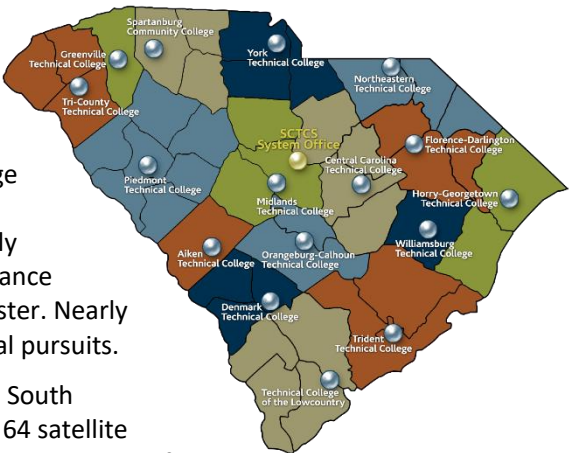 Spartanburg
Community College
Greenville
Technical College
York
Technical College
Northeastern
Technical College
Tri-County
Technical College
SCTCS
System Office
Florence-Darlington
Technical College
Central Carolina
Technical College
Piedmont
Technical College
Midlands
Technical College
Horry-Georgetown
Technical College
Williamsburg
Technical College
Aiken
Technical College
Orangeburg-Calhoun
Technical College
Denmark
Technical College
Trident
Technical College
Technical College
of the Lowcountry
ster. Nearly
al pursuits.
South
64 satellite